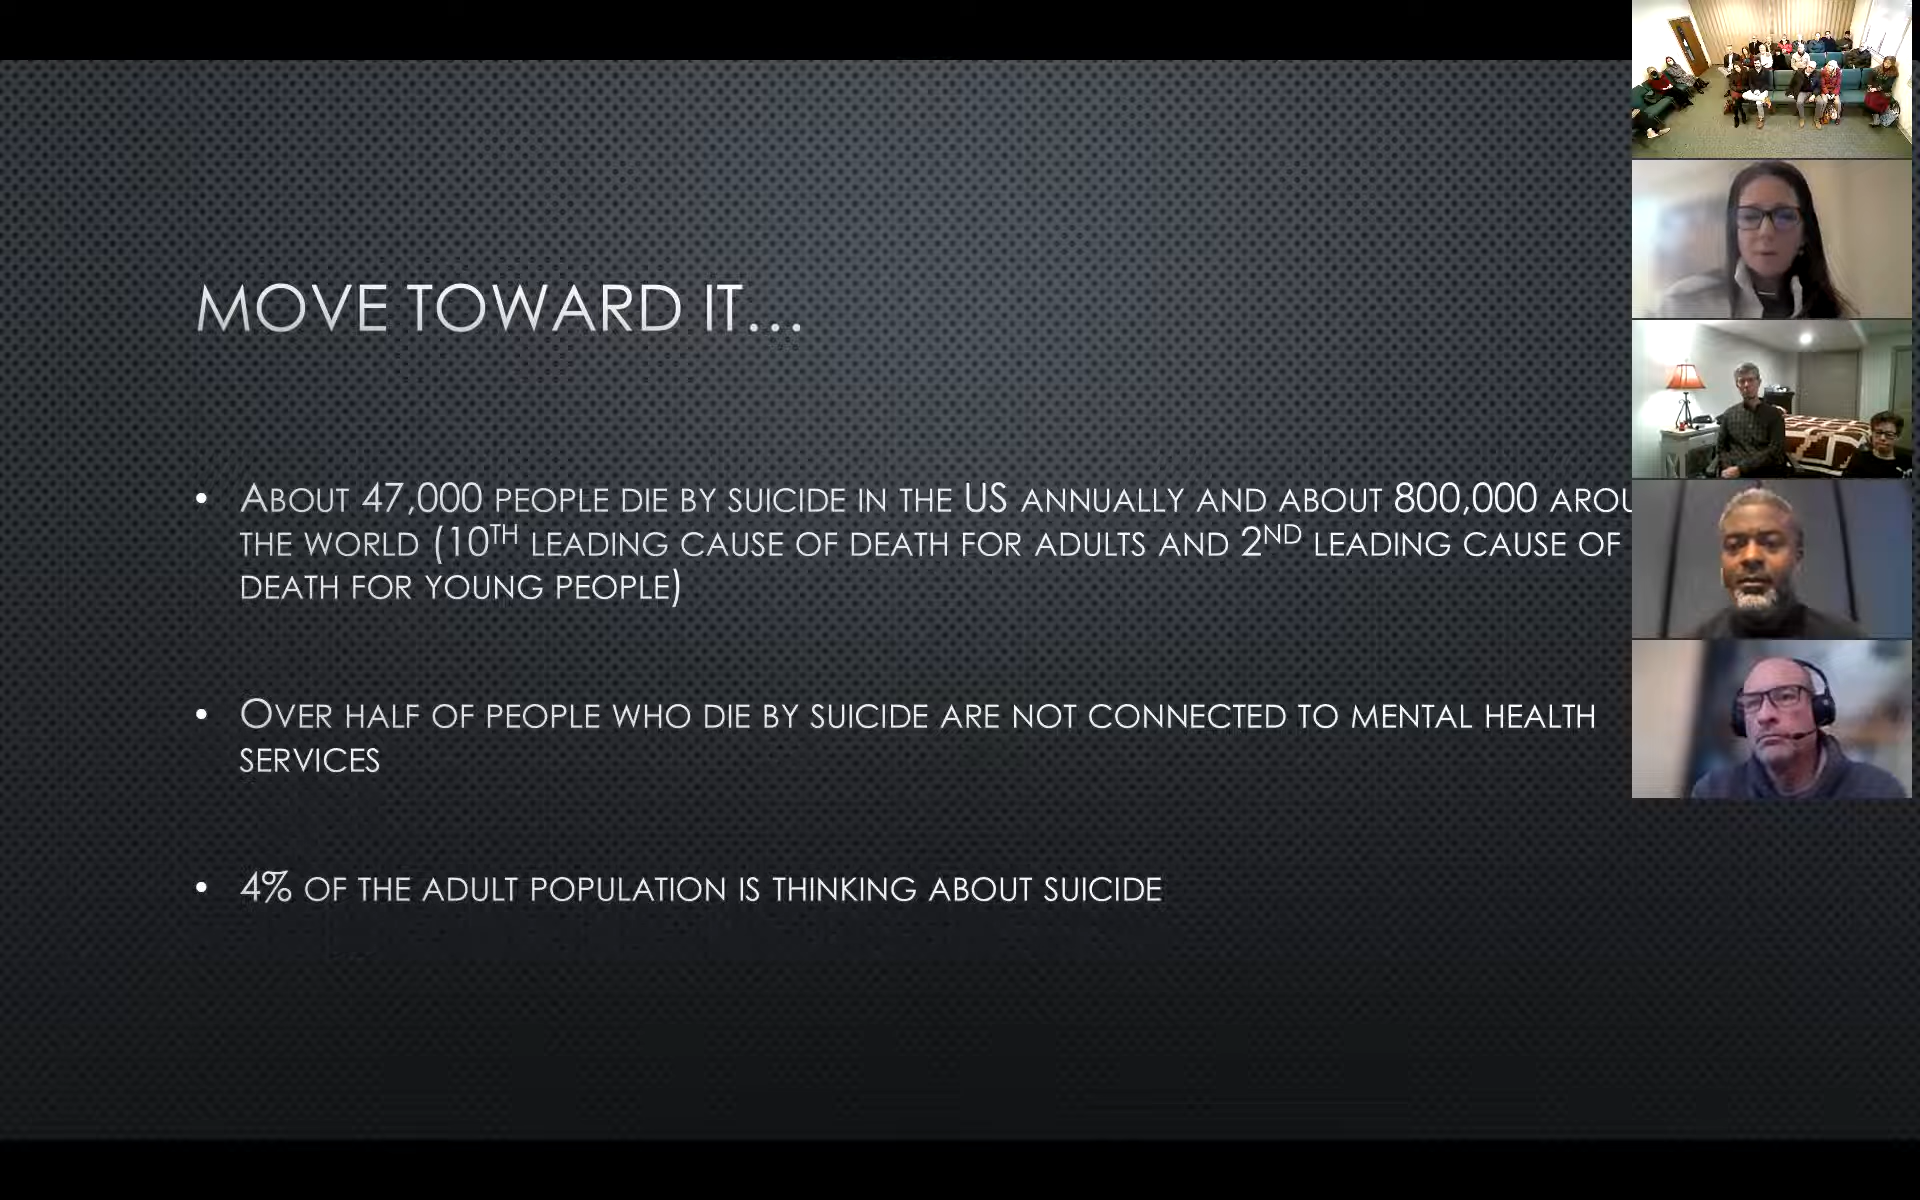 MOVE TOWARD IT...
• ABOUT 47,000 PEOPLE DIE BY SUICIDE IN THE US ANNUALLY AND ABOUT 800,000 AROU
THE WORLD (10TH LEADING CAUSE OF DEATH FOR ADULTS AND 2ND LEADING CAUSE OF
DEATH FOR YOUNG PEOPLE)
• OVER HALF OF PEOPLE WHO DIE BY SUICIDE ARE NOT CONNECTED TO MENTAL HEALTH
SERVICES
• 4% OF THE ADULT POPULATION IS THINKING ABOUT SUICIDE